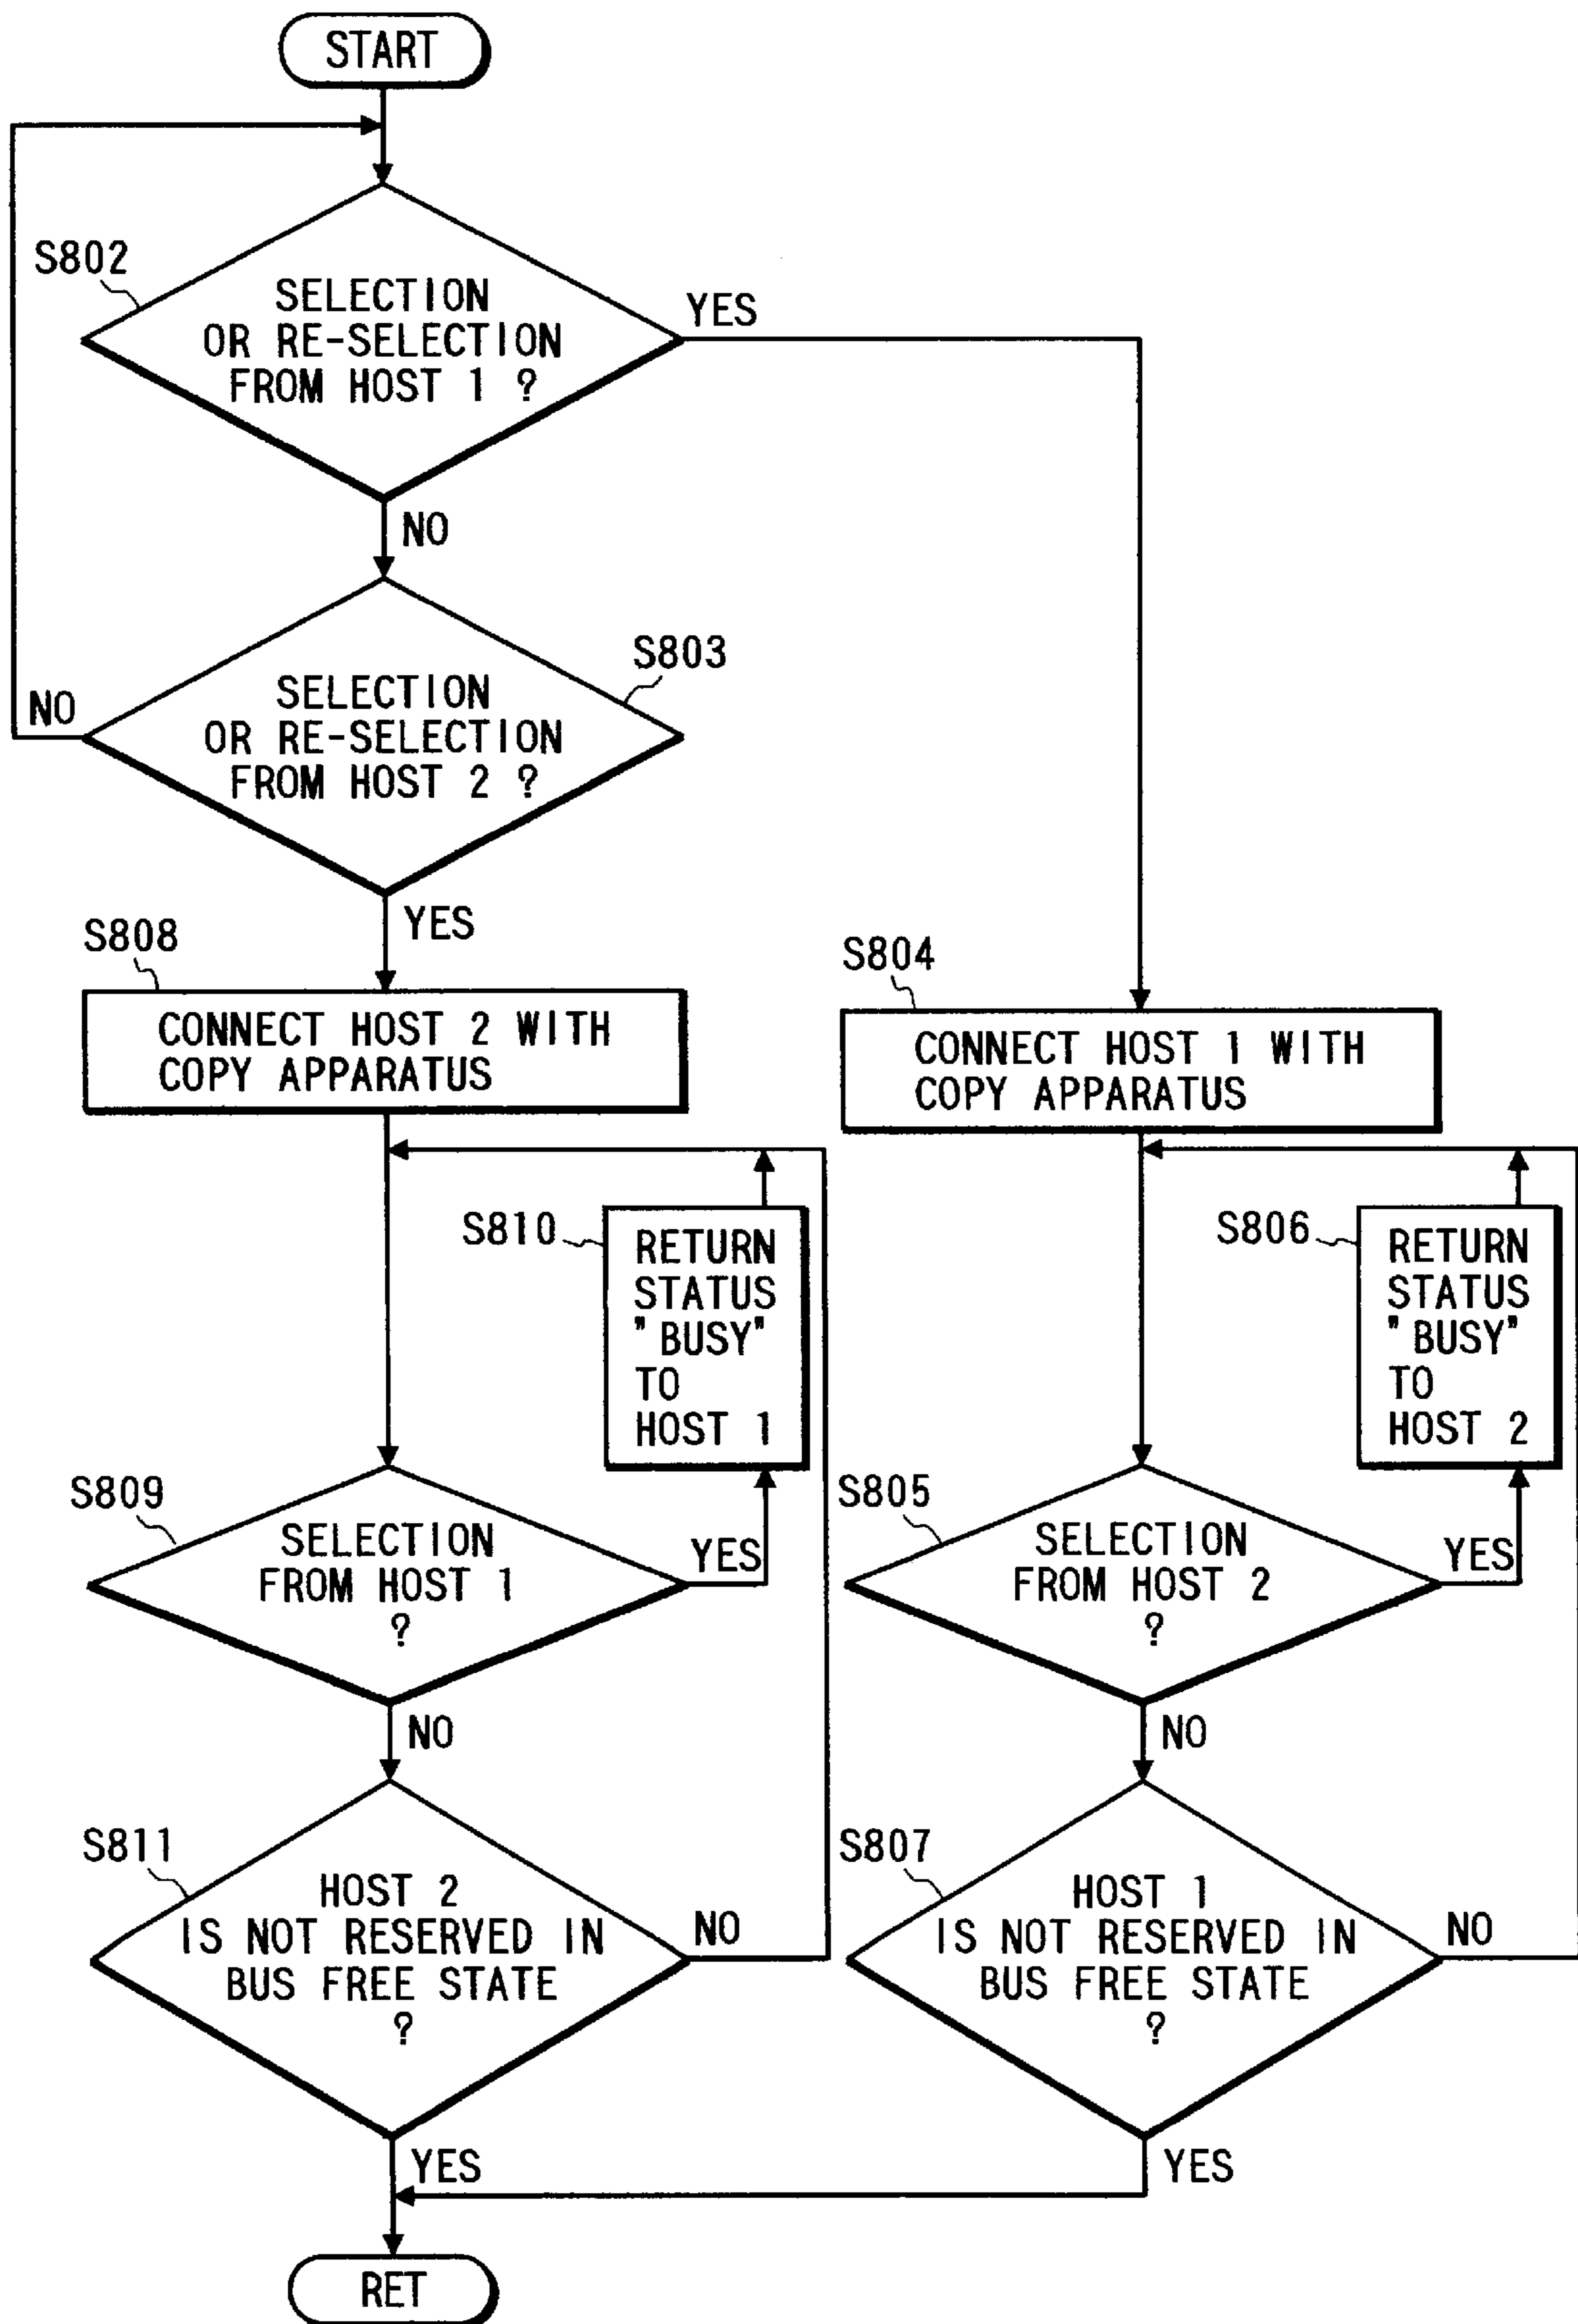 START
S802
SELECTION
OR RE-SELECTION
FROM HOST 1 ?
YES
NO
S803
SELECTION
OR RE-SELECTION
FROM HOST 2 ?
NO
YES
S808
CONNECT HOST 2 WITH
COPY APPARATUS
S804
CONNECT HOST 1 WITH
COPY APPARATUS
S810
RETURN
STATUS
"BUSY"
TO
HOST 1
S806
RETURN
STATUS
"BUSY"
TO
HOST 2
S809
SELECTION
FROM HOST 1
?
YES
NO
S805
SELECTION
FROM HOST 2
?
YES
NO
S811
HOST 2
IS NOT RESERVED IN
BUS FREE STATE
?
NO
YES
S807
HOST 1
IS NOT RESERVED IN
BUS FREE STATE
?
NO
YES
RET